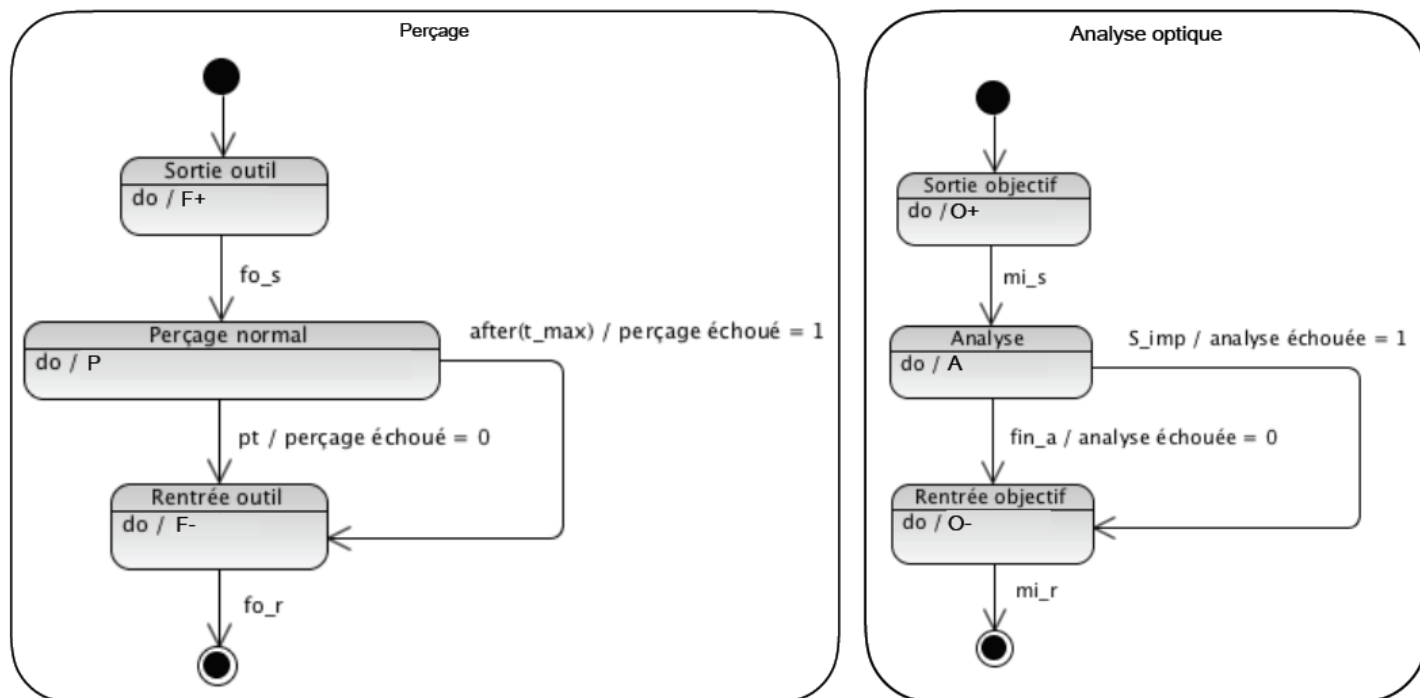 Perçage
Sortie outil
do / F+
fo_s
Perçage normal
do / P
after(t_max) / perçage échoué = 1
pt / perçage échoué = 0
Rentrée outil
do / F-
fo_r
Analyse optique
Sortie objectif
do /O+
mi_s
Analyse
do / A
S_imp / analyse échouée = 1
fin_a / analyse échouée = 0
Rentrée objectif
do / O-
mi_r